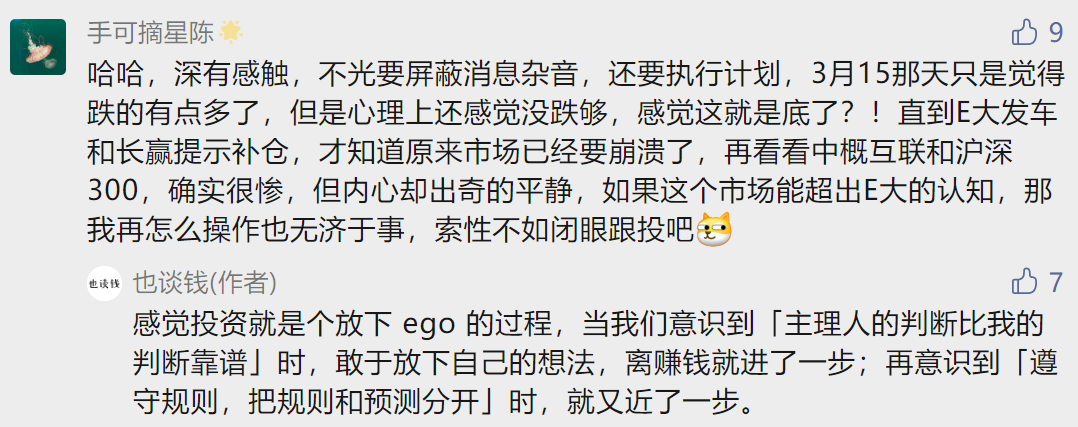 手可摘星陈
9
哈哈，深有感触，不光要屏蔽消息杂音，还要执行计划，3月15那天只是觉得
跌的有点多了，但是心理上还感觉没跌够，感觉这就是底了？！直到E大发车
和长赢提示补仓，才知道原来市场已经要崩溃了，再看看中概互联和沪深
300，确实很惨，但内心却出奇的平静，如果这个市场能超出E大的认知，那
我再怎么操作也无济于事，索性不如闭眼跟投吧
也谈钱
也谈钱(作者)
7
感觉投资就是个放下 ego 的过程，当我们意识到「主理人的判断比我的
判断靠谱」时，敢于放下自己的想法，离赚钱就进了一步；再意识到「遵
守规则，把规则和预测分开」时，就又近了一步。